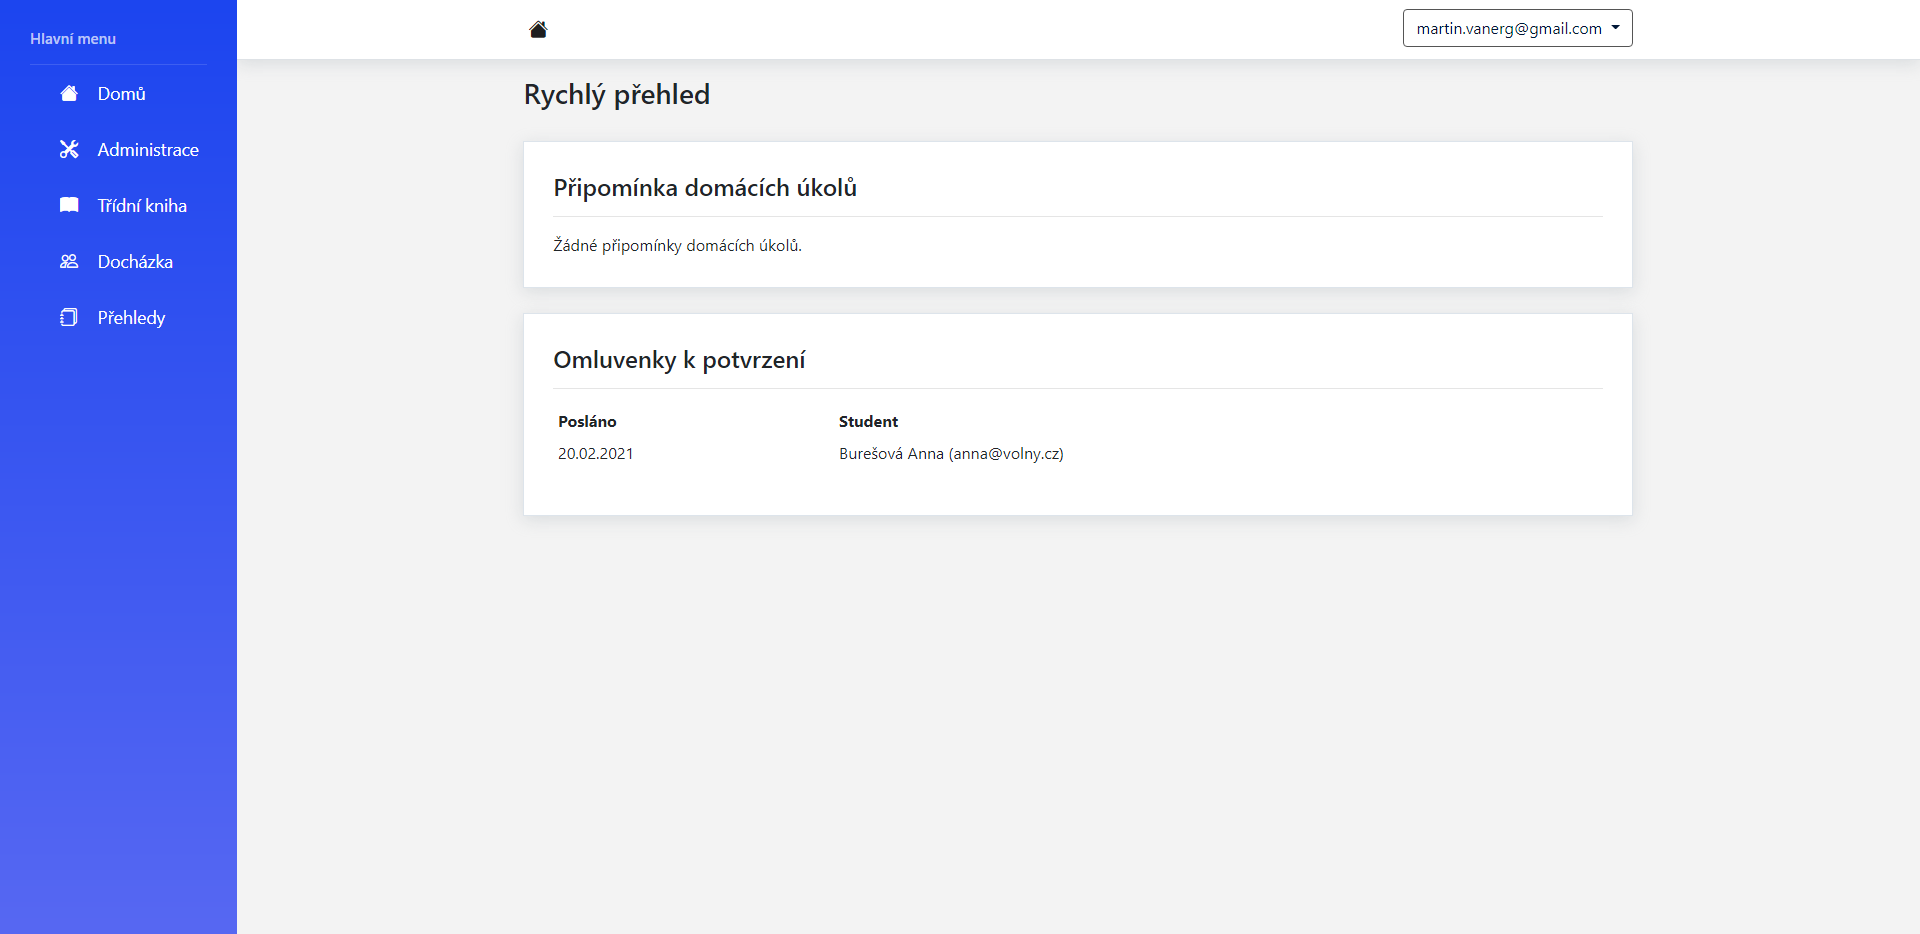 Hlavní menu
Domů
Administrace
Třídní kniha
Docházka
Přehledy
martin.vanerg@gmail.com
Rychlý přehled
Připomínka domácích úkolů
Žádné připomínky domácích úkolů.
Omluvenky k potvrzení
Posláno Student
20.02.2021 Burešová Anna (anna@volny.cz)